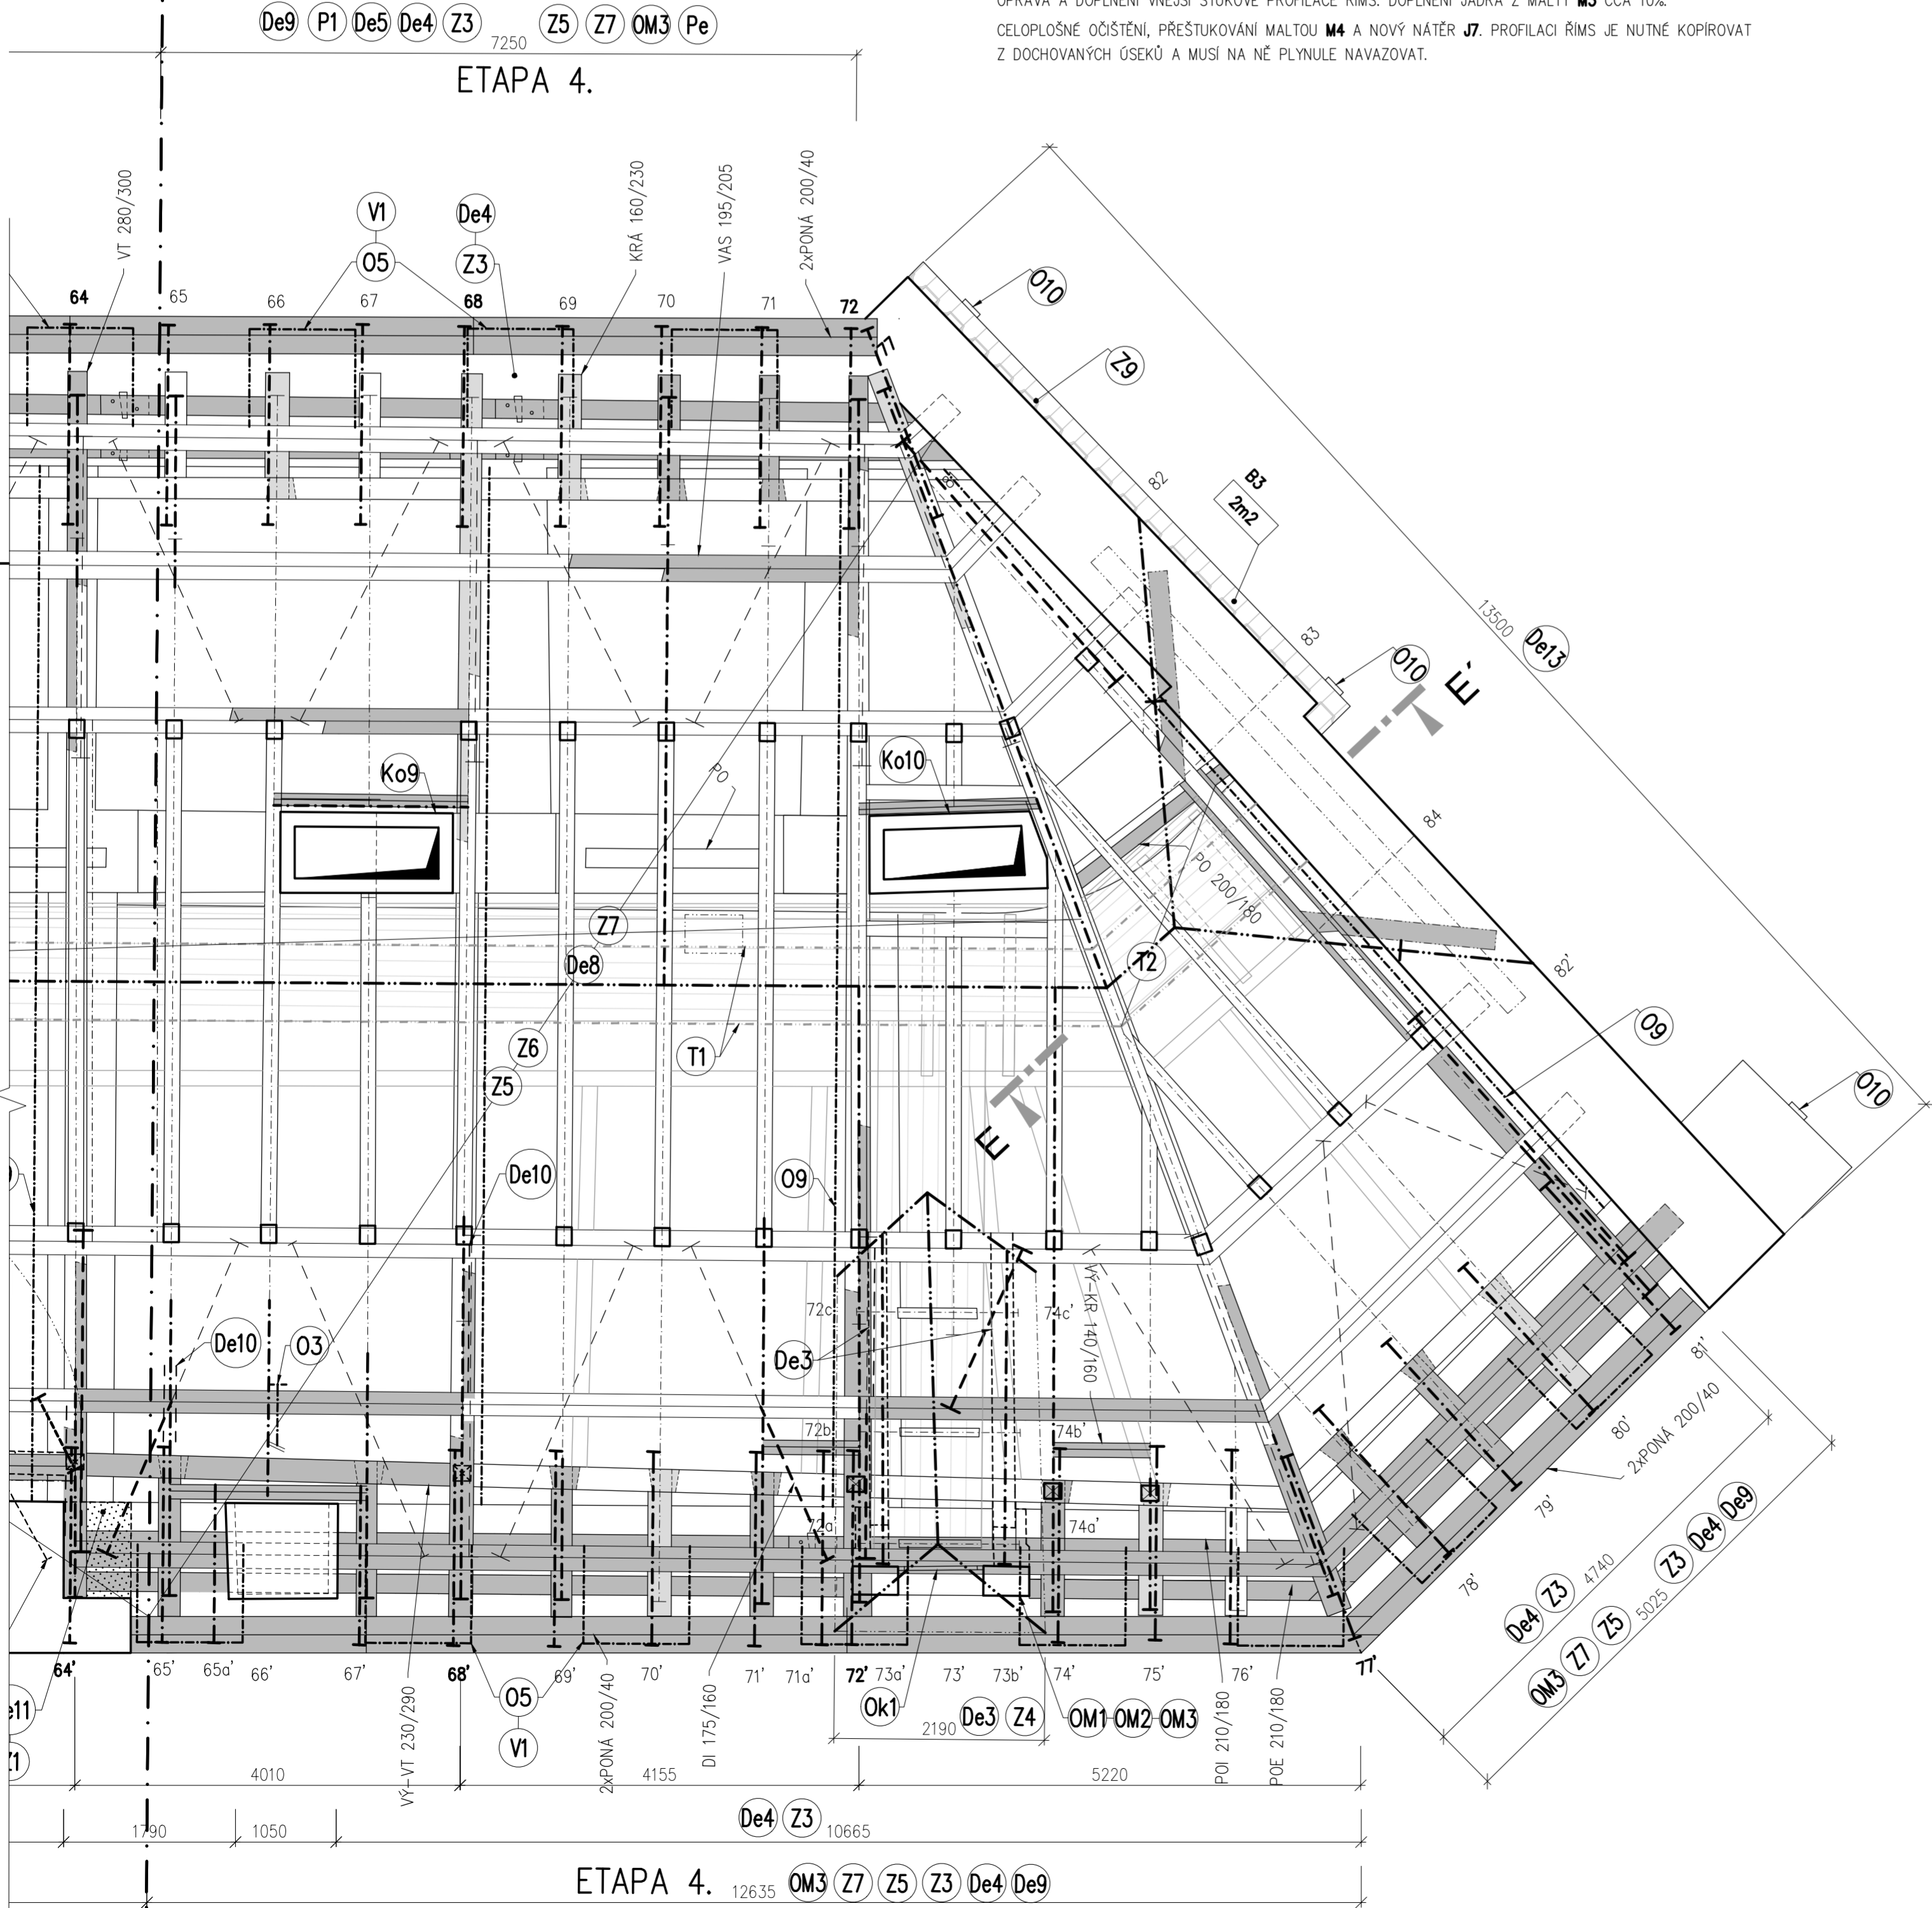 OPRAVA A DOPLNĚNÍ VNĚJŠÍ ŠTUKOVÉ PROFILACE ŘÍMS. DOPLNĚNÍ JÁDRA Z MALTY M3 CCA 10%.
CELOPLOŠNÉ OČIŠTĚNÍ, PŘEŠTUKOVÁNÍ MALTOU M4 A NOVÝ NÁTĚR J7. PROFILACI ŘÍMS JE NUTNÉ KOPÍROVAT
Z DOCHOVANÝCH ÚSEKŮ A MUSÍ NA NĚ PLYNULE NAVAZOVAT.
De9 P1 De5 De4 Z3 Z5 Z7 OM3 Pe
7250
ETAPA 4.
VT 280/300
V1
O5
De4
Z3
KRÁ 160/230
VAS 195/205
2xPONÁ 200/40
64 65 66 67 68 69 70 71 72
77
O10
Z9
82
B3
2m2
83
O10
13500
De13
E'
84
Ko9
PO
Ko10
PO 200/180
Z7
De8
T2
82'
Z6
T1
Z5
O9
O10
E
De10
O9
72c
74c'
VÝ-KR 140/160
De10
O3
De3
72b
74b'
72a
74a'
81'
80'
2xPONÁ 200/40
79'
78'
De4 Z3 4740
OM3 Z7 Z5 5025 Z3 De4 De9
64' 65' 65a' 66' 67' 68' 69' 70' 71' 71a' 72' 73a' 73' 73b' 74' 75' 76' 77'
e11
O5
V1
Ok1
De3 Z4
2190
OM1 OM2 OM3
VÝ-VT 230/290
2xPONÁ 200/40
DI 175/160
POI 210/180
POE 210/180
4010 4155 5220
De4 Z3
1790 1050 10665
ETAPA 4. 12635 OM3 Z7 Z5 Z3 De4 De9